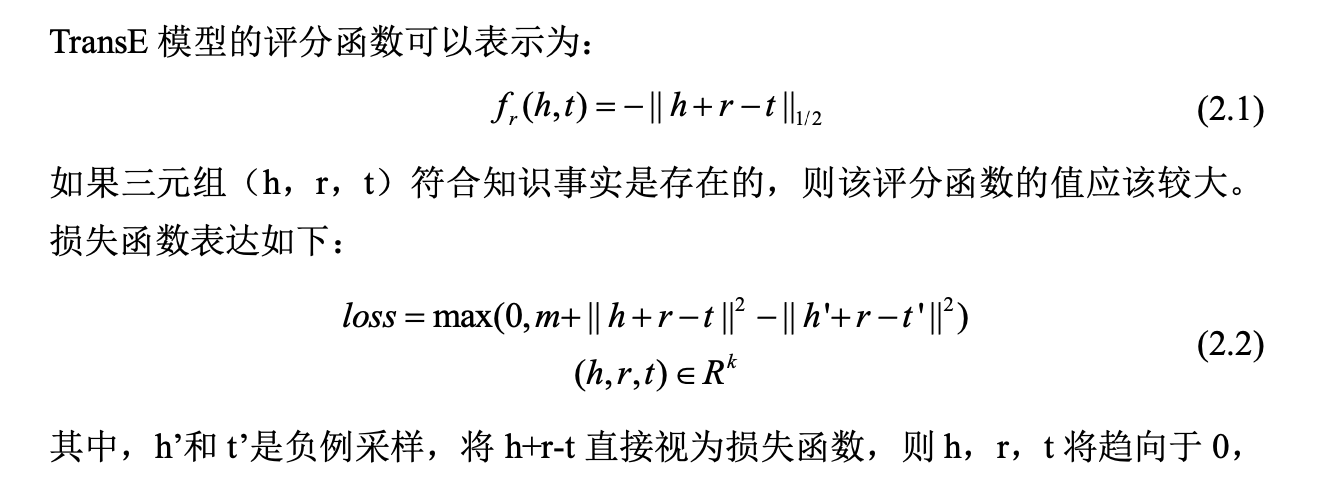 TransE 模型的评分函数可以表示为：
f_r(h,t) = −|| h + r − t ||_{1/2} (2.1)
如果三元组（h，r，t）符合知识事实是存在的，则该评分函数的值应该较大。
损失函数表达如下：
loss = max(0, m+ || h + r − t ||^2 − || h'+ r − t' ||^2)
(h, r, t) ∈ R^k (2.2)
其中，h’和 t’是负例采样，将 h+r-t 直接视为损失函数，则 h，r，t 将趋向于 0，